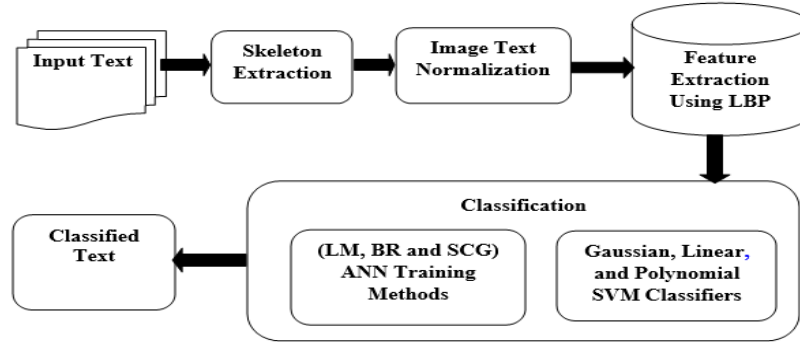 Input Text
Skeleton
Extraction
Image Text
Normalization
Feature
Extraction
Using LBP
Classification
(LM, BR and SCG)
ANN Training
Methods
Gaussian, Linear,
and Polynomial
SVM Classifiers
Classified
Text